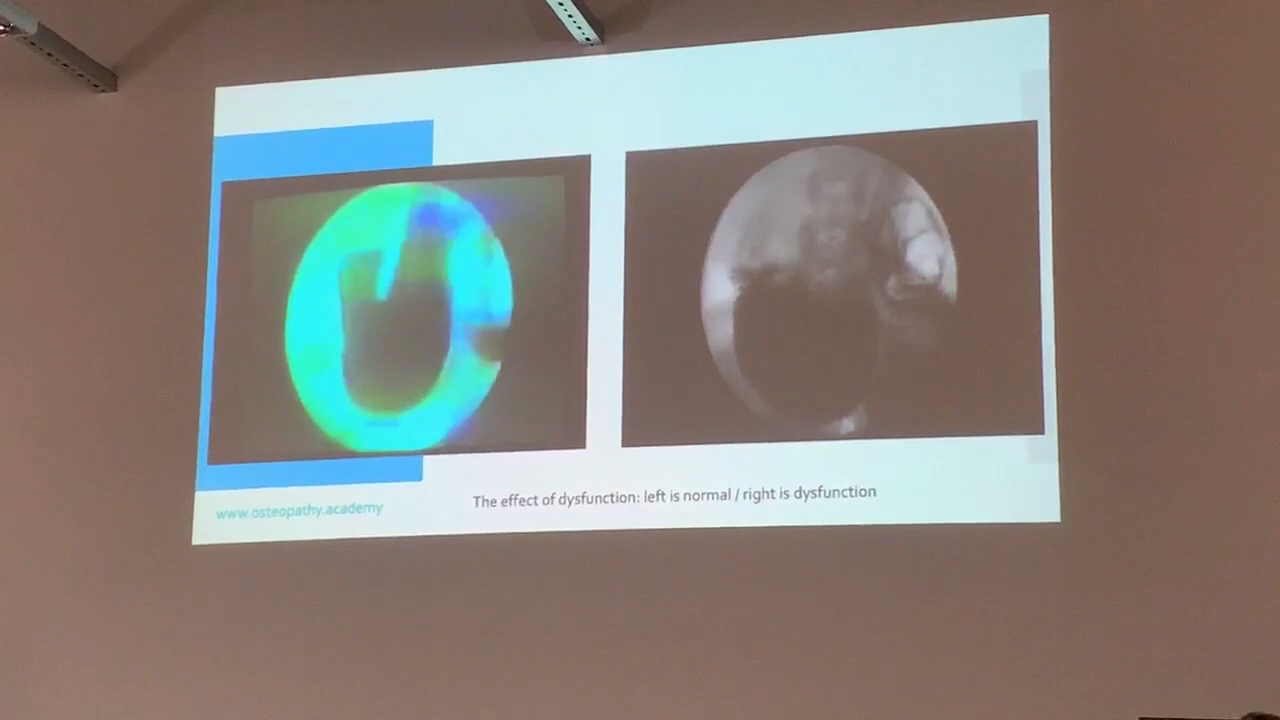 www.osteopathy.academy
The effect of dysfunction: left is normal / right is dysfunction